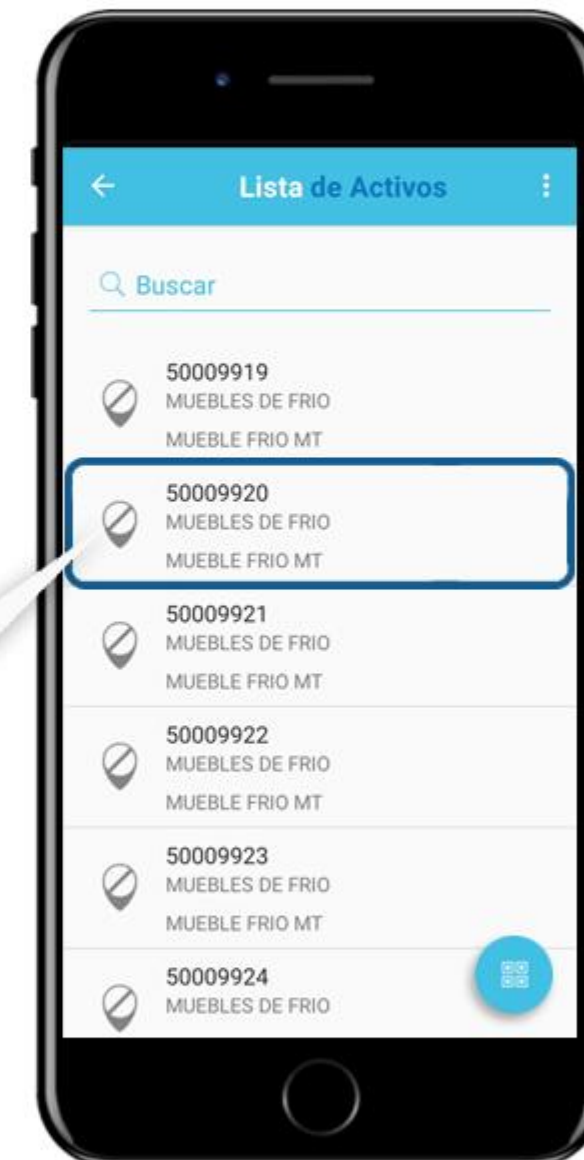 Lista de Activos
Buscar
50009919
MUEBLES DE FRIO
MUEBLE FRIO MT
50009920
MUEBLES DE FRIO
MUEBLE FRIO MT
50009921
MUEBLES DE FRIO
MUEBLE FRIO MT
50009922
MUEBLES DE FRIO
MUEBLE FRIO MT
50009923
MUEBLES DE FRIO
MUEBLE FRIO MT
50009924
MUEBLES DE FRIO